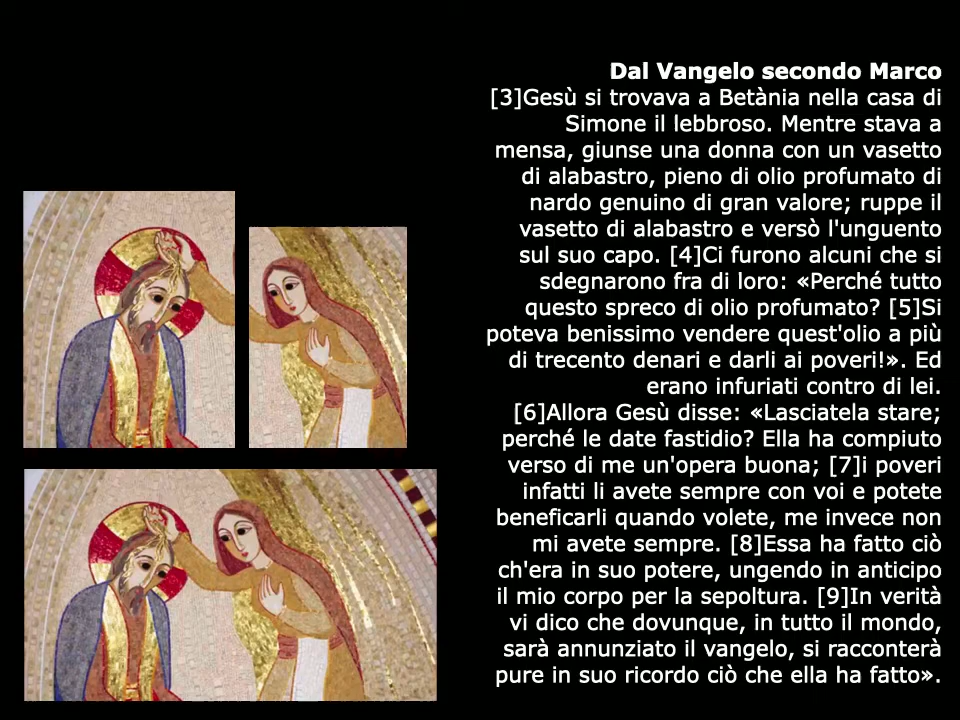 Dal Vangelo secondo Marco
[3]Gesù si trovava a Betània nella casa di
Simone il lebbroso. Mentre stava a
mensa, giunse una donna con un vasetto
di alabastro, pieno di olio profumato di
nardo genuino di gran valore; ruppe il
vasetto di alabastro e versò l'unguento
sul suo capo. [4]Ci furono alcuni che si
sdegnarono fra di loro: «Perché tutto
questo spreco di olio profumato? [5]Si
poteva benissimo vendere quest'olio a più
di trecento denari e darli ai poveri!». Ed
erano infuriati contro di lei.
[6]Allora Gesù disse: «Lasciatela stare;
perché le date fastidio? Ella ha compiuto
verso di me un'opera buona; [7]i poveri
infatti li avete sempre con voi e potete
beneficarli quando volete, me invece non
mi avete sempre. [8]Essa ha fatto ciò
ch'era in suo potere, ungendo in anticipo
il mio corpo per la sepoltura. [9]In verità
vi dico che dovunque, in tutto il mondo,
sarà annunziato il vangelo, si racconterà
pure in suo ricordo ciò che ella ha fatto».